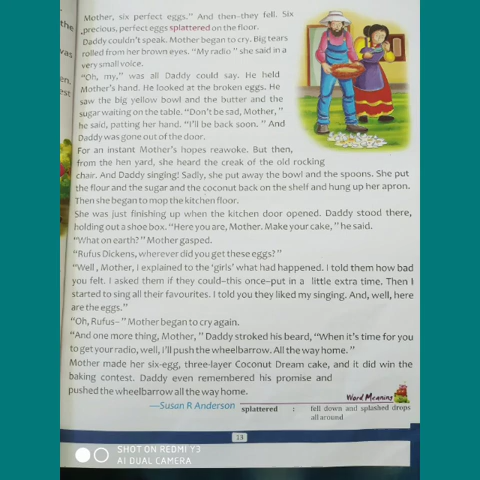 the
was
en,
est
Mother, six perfect eggs." And then–they fell. Six
precious, perfect eggs splattered on the floor.
Daddy couldn't speak. Mother began to cry. Big tears
rolled from her brown eyes. "My radio " she said in a
very small voice.
"Oh, my," was all Daddy could say. He held
Mother's hand. He looked at the broken eggs. He
saw the big yellow bowl and the butter and the
sugar waiting on the table. "Don't be sad, Mother, "
he said, patting her hand. "I'll be back soon. " And
Daddy was gone out of the door.
For an instant Mother's hopes reawoke. But then,
from the hen yard, she heard the creak of the old rocking
chair. And Daddy singing! Sadly, she put away the bowl and the spoons. She put
the flour and the sugar and the coconut back on the shelf and hung up her apron.
Then she began to mop the kitchen floor.
She was just finishing up when the kitchen door opened. Daddy stood there,
holding out a shoe box. "Here you are, Mother. Make your cake, " he said.
"What on earth? " Mother gasped.
"Rufus Dickens, wherever did you get these eggs? "
"Well , Mother, I explained to the 'girls' what had happened. I told them how bad
you felt. I asked them if they could–this once–put in a little extra time. Then I
started to sing all their favourites. I told you they liked my singing. And, well, here
are the eggs."
"Oh, Rufus– " Mother began to cry again.
"And one more thing, Mother, " Daddy stroked his beard, "When it's time for you
to get your radio, well, i'll push the wheelbarrow. All the way home. "
Mother made her six-egg, three-layer Coconut Dream cake, and it did win the
baking contest. Daddy even remembered his promise and
pushed the wheelbarrow all the way home.
—Susan R Anderson
Word Meaning
splattered : fell down and splashed drops
all around
13
SHOT ON REDMI Y3
AI DUAL CAMERA